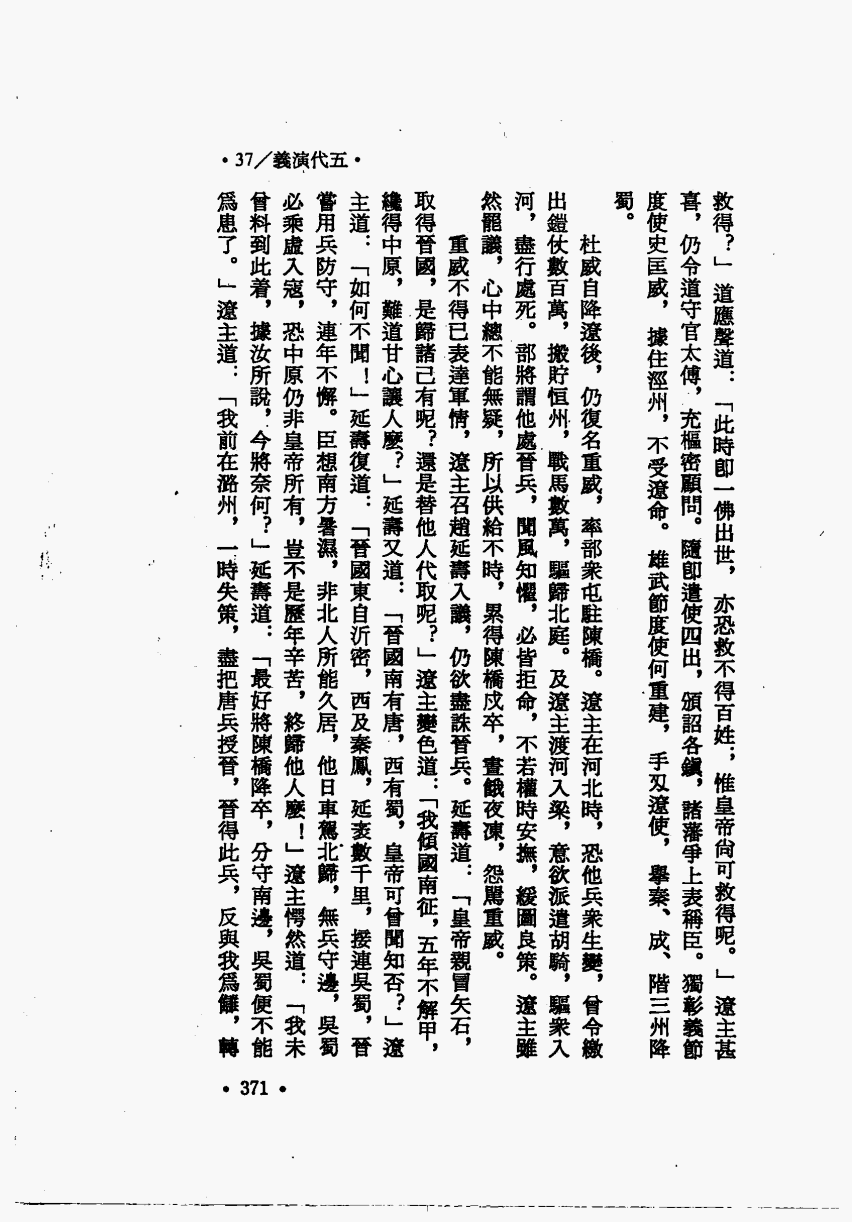 •37/義演代五•
救得？」道應聲道：「此時卽一佛出世，亦恐救不得百姓；惟皇帝尙可救得呢。」遼主甚
喜，仍令道守官太傅，充樞密顧問。隨卽遣使四出，頒詔各鎭，諸藩爭上表稱臣。獨彰義節
度使史匡威，據住涇州，不受遼命。雄武節度使何重建，手刄遼使，擧秦、成、階三州降
蜀。
杜威自降遼後，仍復名重威，率部衆屯駐陳橋。遼主在河北時，恐他兵衆生變，曾令繳
出鎧仗數百萬，搬貯恒州，戰馬數萬，驅歸北庭。及遼主渡河入梁，意欲派遣胡騎，驅衆入
河，盡行處死。部將謂他處晉兵，聞風知懼，必皆拒命，不若權時安撫，緩圖良策。遼主雖
然罷議，心中總不能無疑，所以供給不時，累得陳橋戍卒，晝餓夜凍，怨駡重威。
重威不得已表達軍情，遼主召趙延壽入議，仍欲盡誅晉兵。延壽道：「皇帝親冒矢石，
取得晉國，是歸諸己有呢？還是替他人代取呢？」遼主變色道：「我傾國南征，五年不解甲，
纔得中原，難道甘心讓人麼？」延壽又道：「晉國南有唐，西有蜀，皇帝可曾聞知否？」遼
主道：「如何不聞！」延壽復道：「晉國東自沂密，西及秦鳳，延袤數千里，接連吳蜀，晉
嘗用兵防守，連年不懈。臣想南方暑濕，非北人所能久居，他日車駕北歸，無兵守邊，吳蜀
必乘虛入寇，恐中原仍非皇帝所有，豈不是歷年辛苦，終歸他人麼！」遼主愕然道：「我未
曾料到此着，據汝所說，今將奈何？」延壽道：「最好將陳橋降卒，分守南邊，吳蜀便不能
爲患了。」遼主道：「我前在潞州，一時失策，盡把唐兵授晉，晉得此兵，反與我爲讎，轉
•371•